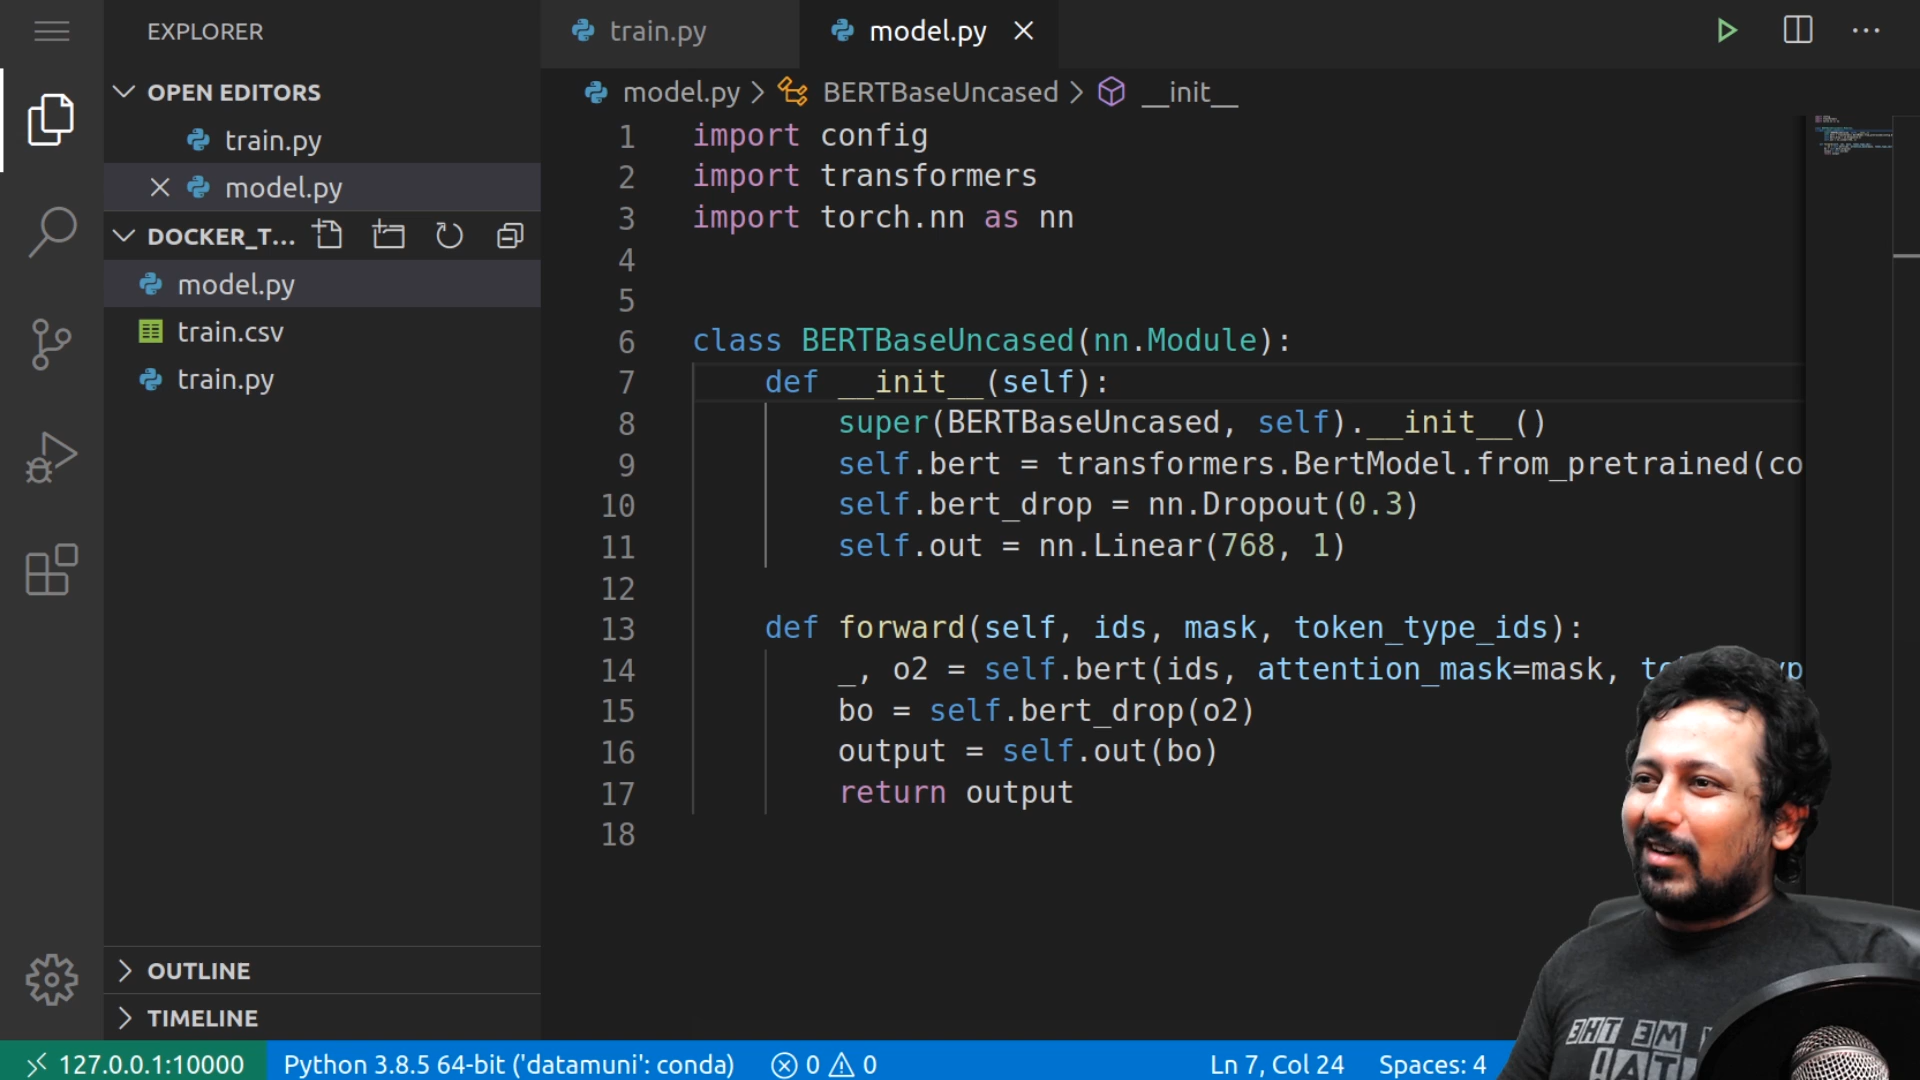 EXPLORER
train.py
model.py
OPEN EDITORS
train.py
model.py
DOCKER_T...
model.py
train.csv
train.py
OUTLINE
TIMELINE
model.py > BERTBaseUncased > __init__
1 import config
2 import transformers
3 import torch.nn as nn
4
5
6 class BERTBaseUncased(nn.Module):
7 def __init__(self):
8 super(BERTBaseUncased, self).__init__()
9 self.bert = transformers.BertModel.from_pretrained(co
10 self.bert_drop = nn.Dropout(0.3)
11 self.out = nn.Linear(768, 1)
12
13 def forward(self, ids, mask, token_type_ids):
14 _, o2 = self.bert(ids, attention_mask=mask,
15 bo = self.bert_drop(o2)
16 output = self.out(bo)
17 return output
18
127.0.0.1:10000 Python 3.8.5 64-bit ('datamuni': conda) 0 0 Ln 7, Col 24 Spaces: 4